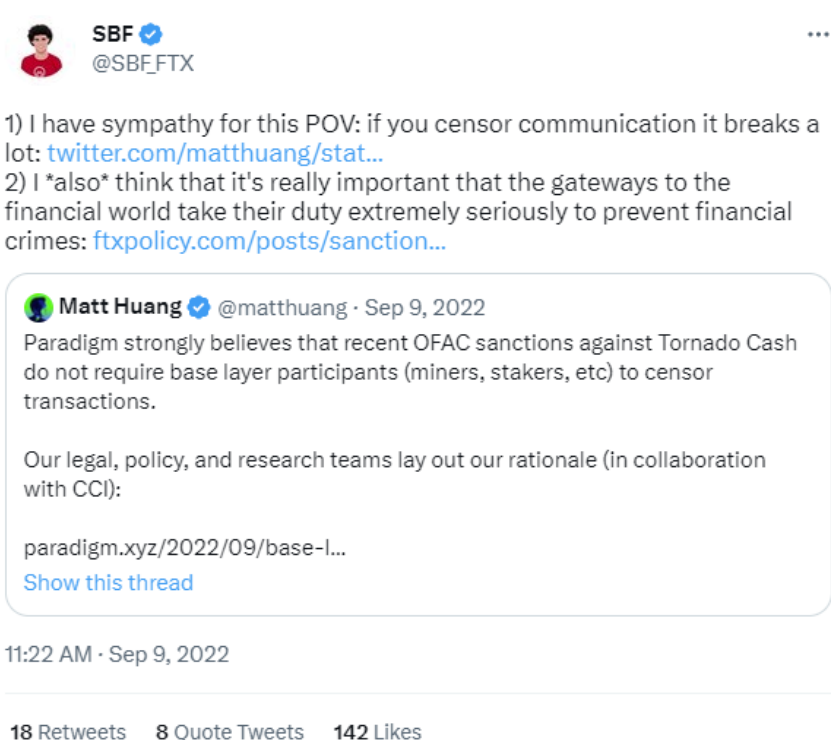 SBF
@SBF_FTX
1) I have sympathy for this POV: if you censor communication it breaks a
lot: twitter.com/matthuang/stat...
2) I *also* think that it's really important that the gateways to the
financial world take their duty extremely seriously to prevent financial
crimes: ftxpolicy.com/posts/sanction...
Matt Huang @matthuang · Sep 9, 2022
Paradigm strongly believes that recent OFAC sanctions against Tornado Cash
do not require base layer participants (miners, stakers, etc) to censor
transactions.
Our legal, policy, and research teams lay out our rationale (in collaboration
with CCI):
paradigm.xyz/2022/09/base-l...
Show this thread
11:22 AM · Sep 9, 2022
18 Retweets 8 Quote Tweets 142 Likes